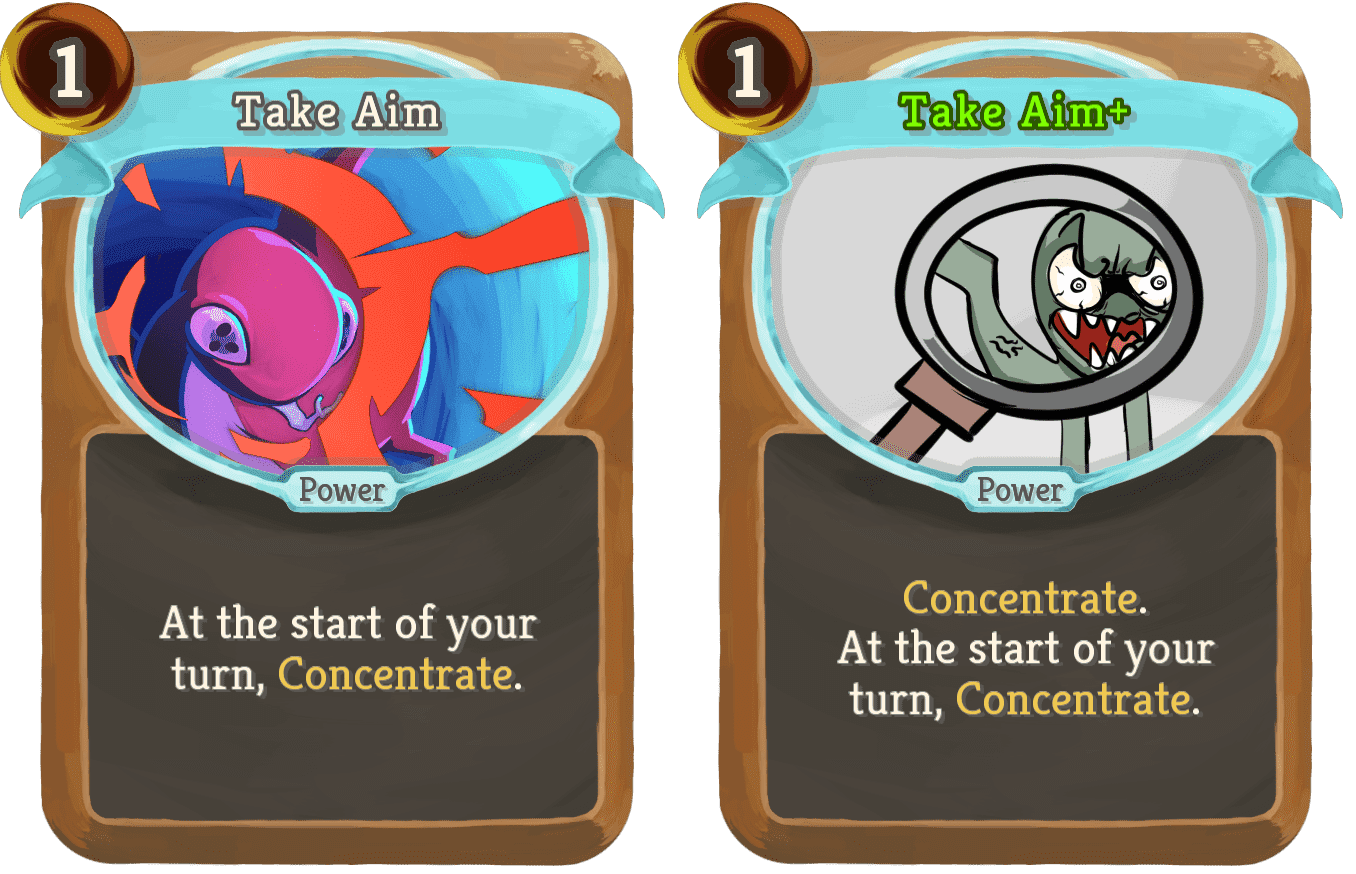 1
Take Aim
Power
At the start of your
turn, Concentrate.
1
Take Aim+
Power
Concentrate.
At the start of your
turn, Concentrate.